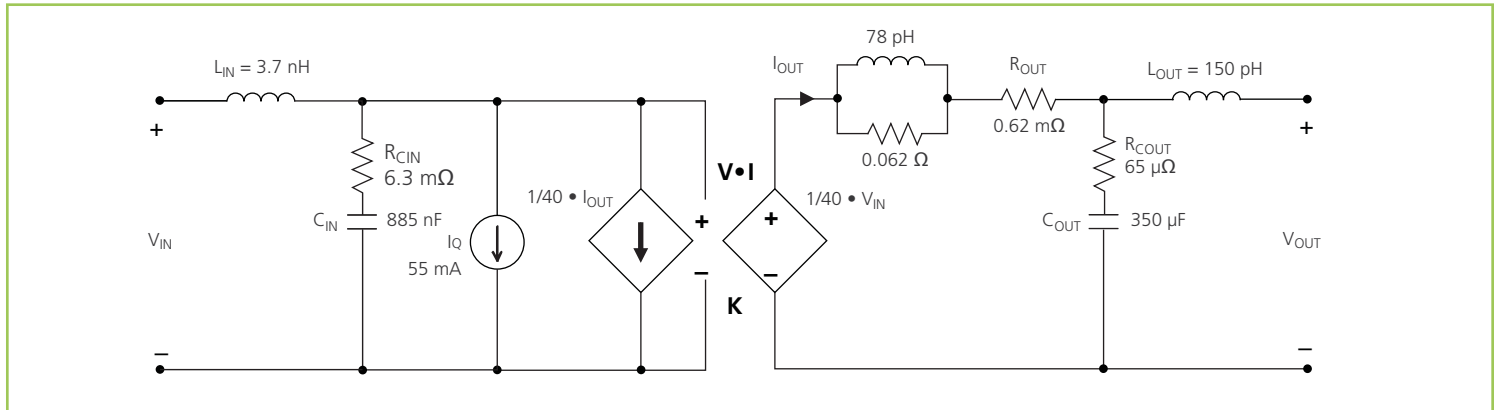 L_IN = 3.7 nH
78 pH
I_OUT
R_OUT
L_OUT = 150 pH
+
0.62 mΩ
+
R_CIN
6.3 mΩ
0.062 Ω
R_COUT
65 µΩ
V•I
1/40 • I_OUT
1/40 • V_IN
C_IN
885 nF
+
+
C_OUT
350 µF
V_IN
I_Q
V_OUT
55 mA
–
–
K
–
–